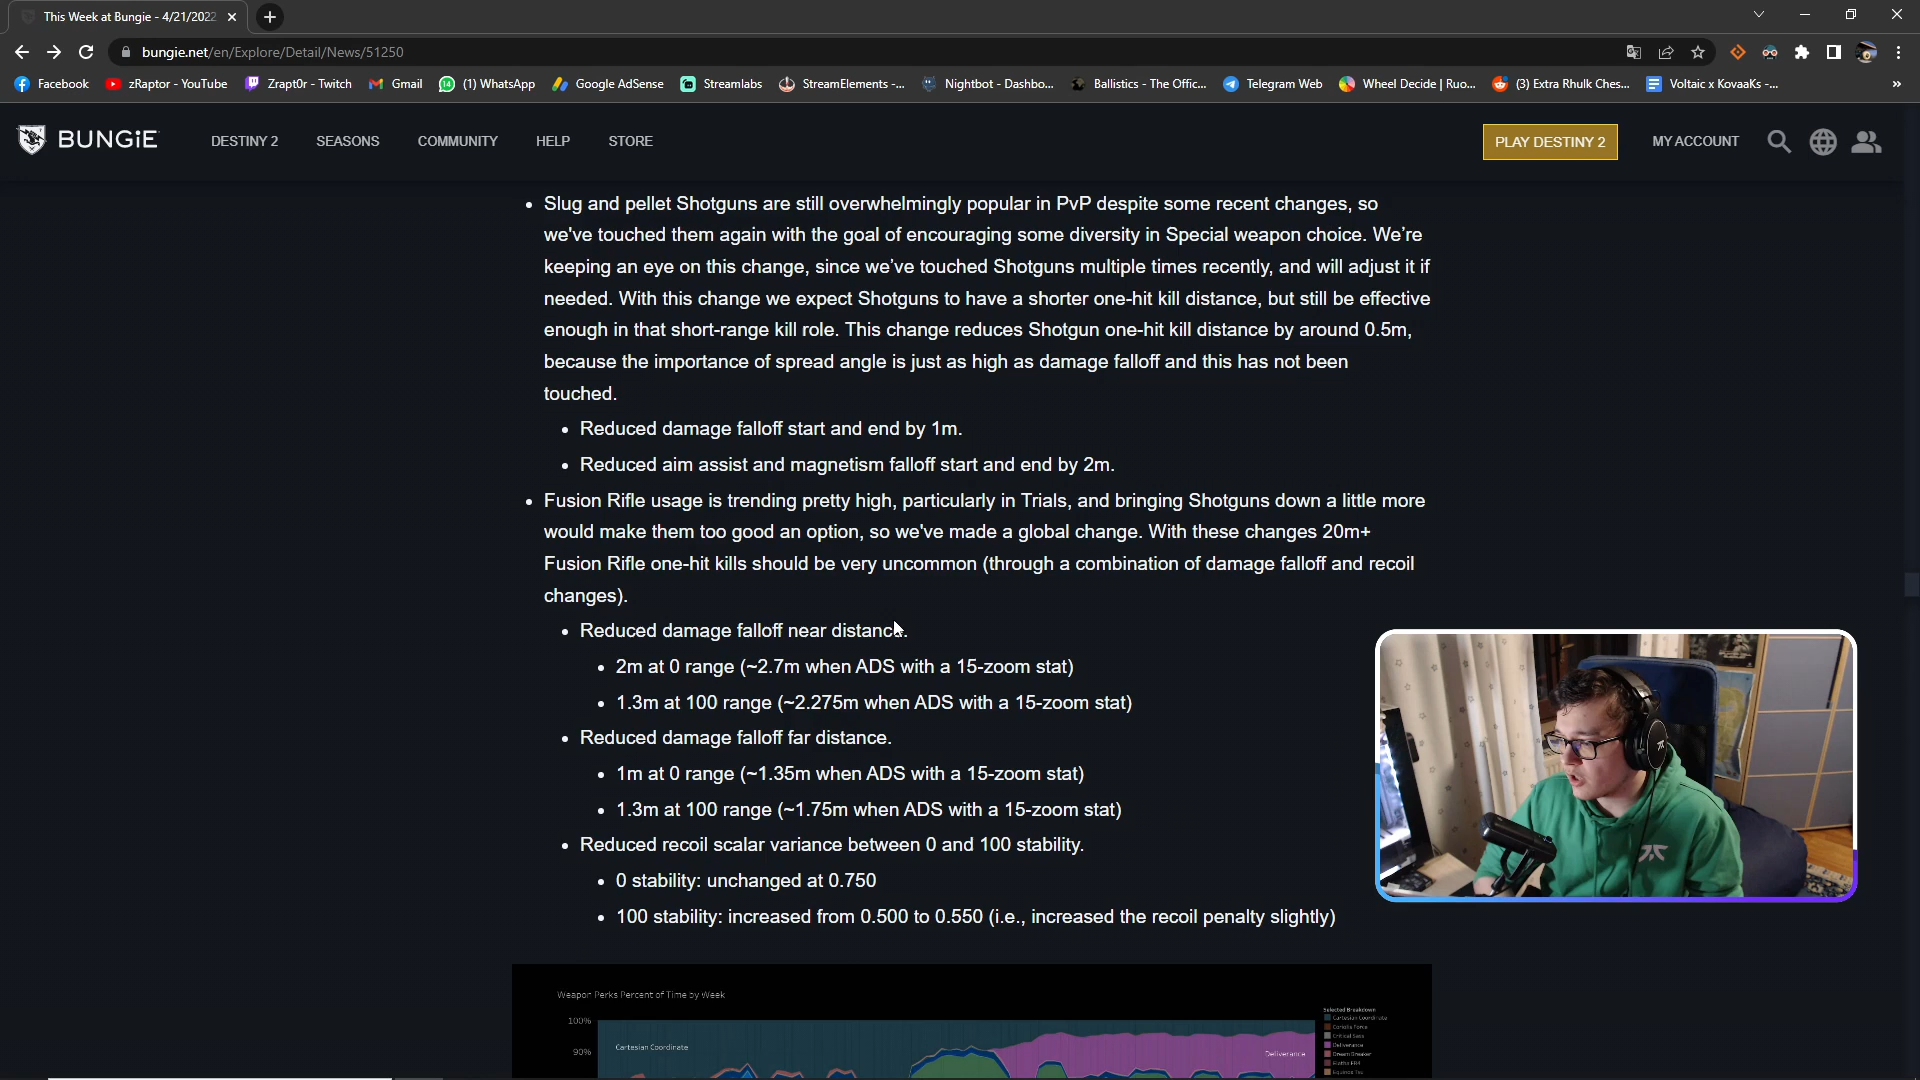 This Week at Bungie - 4/21/2022
bungie.net/en/Explore/Detail/News/51250
Facebook
zRaptor - YouTube
Zrapt0r - Twitch
Gmail
(1) WhatsApp
Google AdSense
Streamlabs
StreamElements -...
Nightbot - Dashbo...
Ballistics - The Offic...
Telegram Web
Wheel Decide | Ruo...
(3) Extra Rhulk Ches...
Voltaic x KovaaKs -...
BUNGiE
DESTINY 2
SEASONS
COMMUNITY
HELP
STORE
PLAY DESTINY 2
MY ACCOUNT
• Slug and pellet Shotguns are still overwhelmingly popular in PvP despite some recent changes, so
we've touched them again with the goal of encouraging some diversity in Special weapon choice. We’re
keeping an eye on this change, since we’ve touched Shotguns multiple times recently, and will adjust it if
needed. With this change we expect Shotguns to have a shorter one-hit kill distance, but still be effective
enough in that short-range kill role. This change reduces Shotgun one-hit kill distance by around 0.5m,
because the importance of spread angle is just as high as damage falloff and this has not been
touched.
• Reduced damage falloff start and end by 1m.
• Reduced aim assist and magnetism falloff start and end by 2m.
• Fusion Rifle usage is trending pretty high, particularly in Trials, and bringing Shotguns down a little more
would make them too good an option, so we've made a global change. With these changes 20m+
Fusion Rifle one-hit kills should be very uncommon (through a combination of damage falloff and recoil
changes).
• Reduced damage falloff near distance.
• 2m at 0 range (~2.7m when ADS with a 15-zoom stat)
• 1.3m at 100 range (~2.275m when ADS with a 15-zoom stat)
• Reduced damage falloff far distance.
• 1m at 0 range (~1.35m when ADS with a 15-zoom stat)
• 1.3m at 100 range (~1.75m when ADS with a 15-zoom stat)
• Reduced recoil scalar variance between 0 and 100 stability.
• 0 stability: unchanged at 0.750
• 100 stability: increased from 0.500 to 0.550 (i.e., increased the recoil penalty slightly)
Weapon Perks Percent of Time by Week
100%
90%
Cartesian Coordinate
Deliverance
Selected Breakdown
Cartesian Coordinate
Coriolis Force
Critical Sass
Deliverance
Dream Breaker